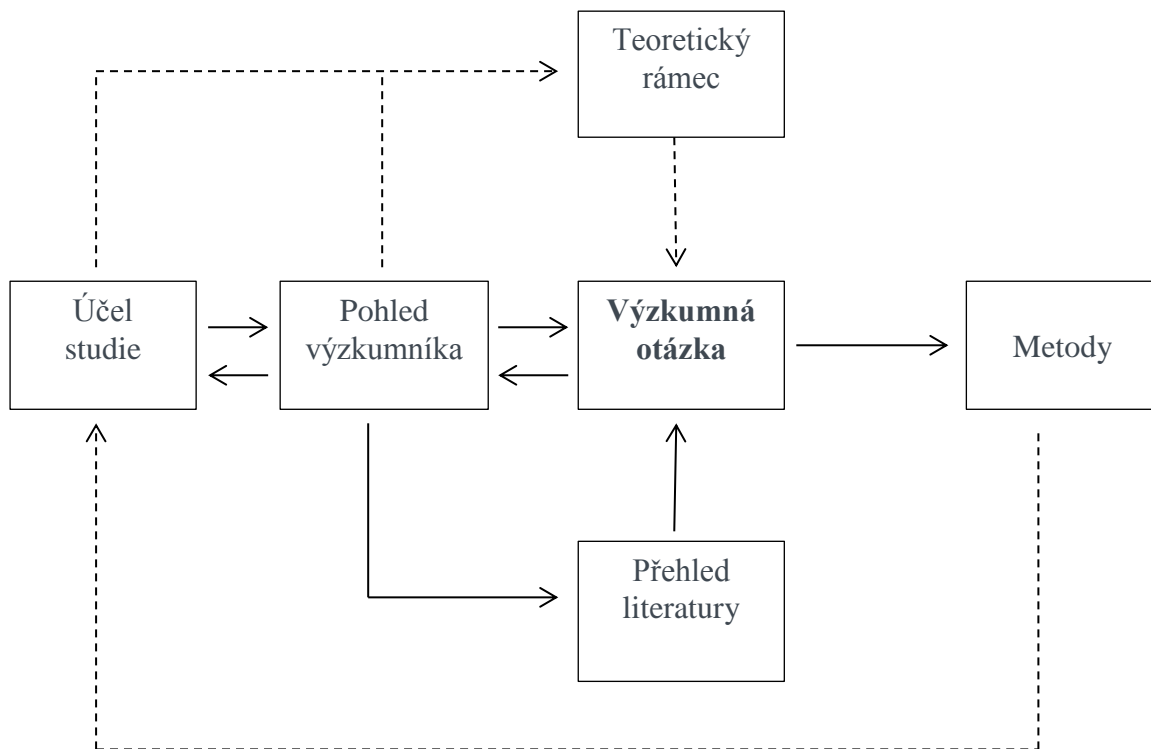 Teoretický
rámec
Účel
studie
Pohled
výzkumníka
Výzkumná
otázka
Metody
Přehled
literatury